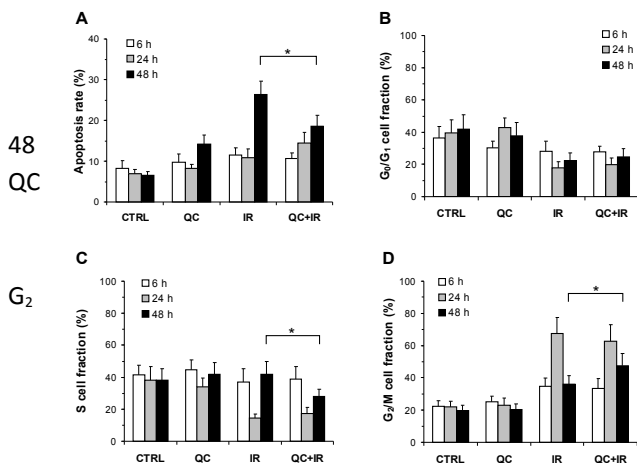 A
B
6 h
24 h
48 h
*
Apoptosis rate (%)
40
30
20
10
0
CTRL QC IR QC+IR
6 h
24 h
48 h
G0/G1 cell fraction (%)
100
80
60
40
20
0
CTRL QC IR QC+IR
48
QC
G2
C
D
6 h
24 h
48 h
*
S cell fraction (%)
100
80
60
40
20
0
CTRL QC IR QC+IR
6 h
24 h
48 h
*
G2/M cell fraction (%)
100
80
60
40
20
0
CTRL QC IR QC+IR